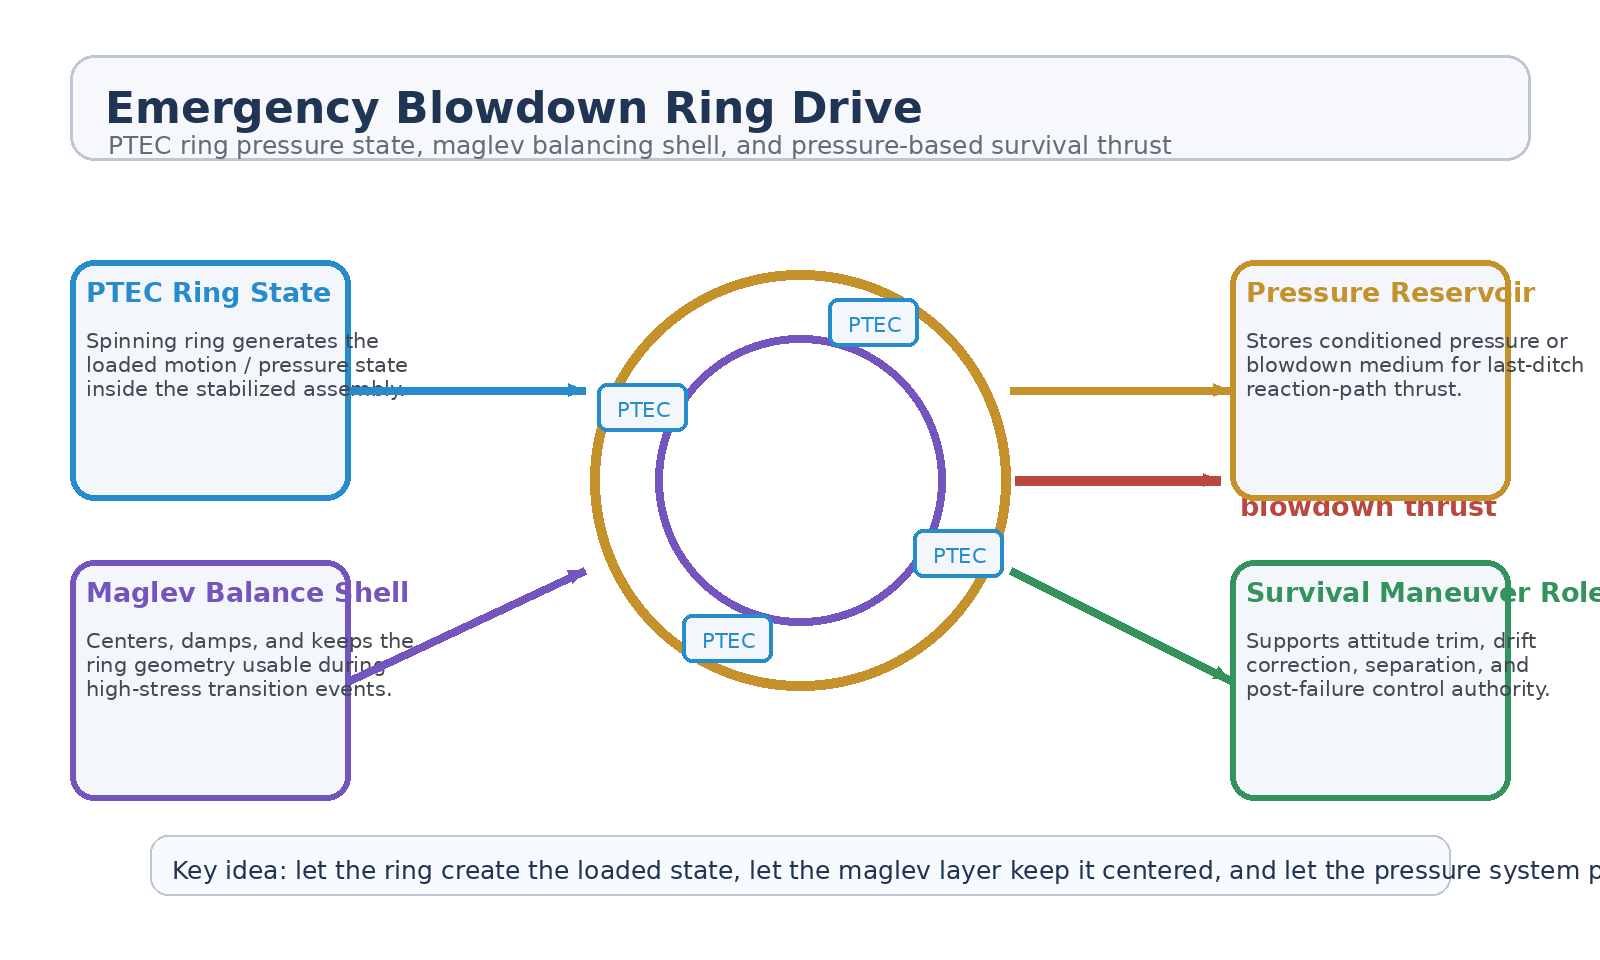 Emergency Blowdown Ring Drive
PTEC ring pressure state, maglev balancing shell, and pressure-based survival thrust
PTEC Ring State
Spinning ring generates the
loaded motion / pressure state
inside the stabilized assembly.
Maglev Balance Shell
Centers, damps, and keeps the
ring geometry usable during
high-stress transition events.
PTEC
PTEC
PTEC
PTEC
Pressure Reservoir
Stores conditioned pressure or
blowdown medium for last-ditch
reaction-path thrust.
blowdown thrust
Survival Maneuver Role
Supports attitude trim, drift
correction, separation, and
post-failure control authority.
Key idea: let the ring create the loaded state, let the maglev layer keep it centered, and let the pressure system